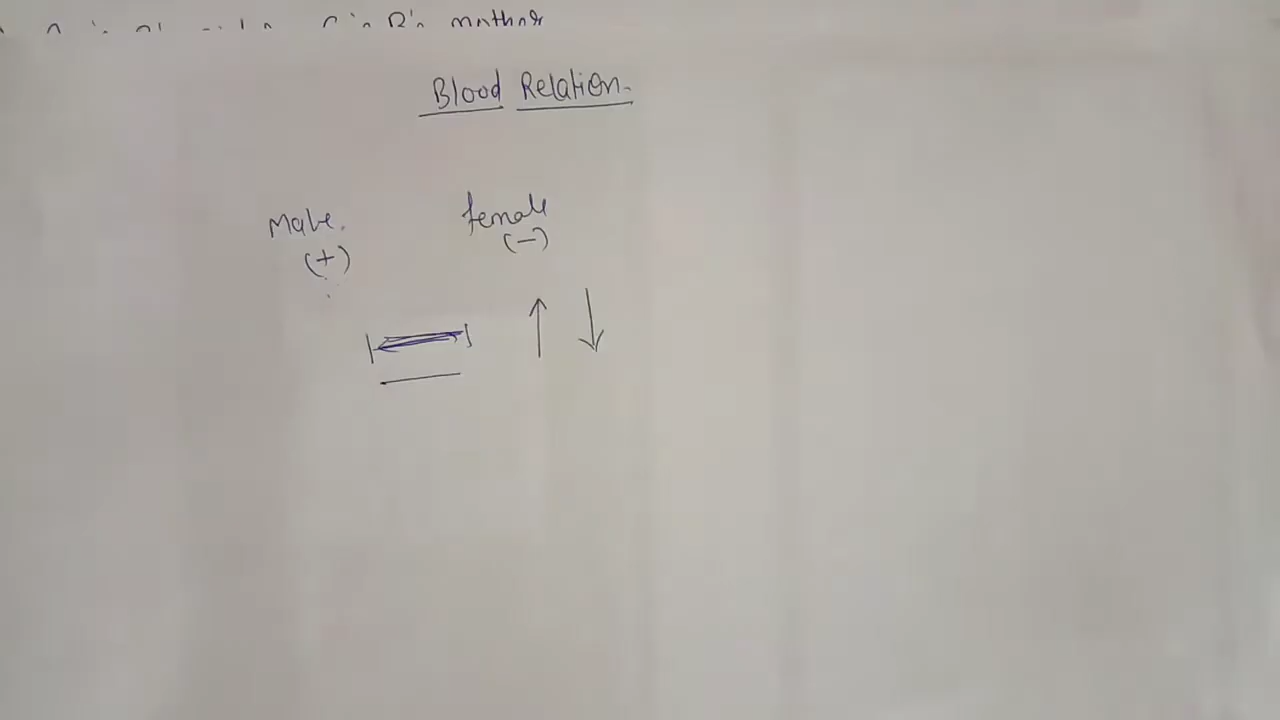 mother
Blood Relation.
Male. female
(+) (-)